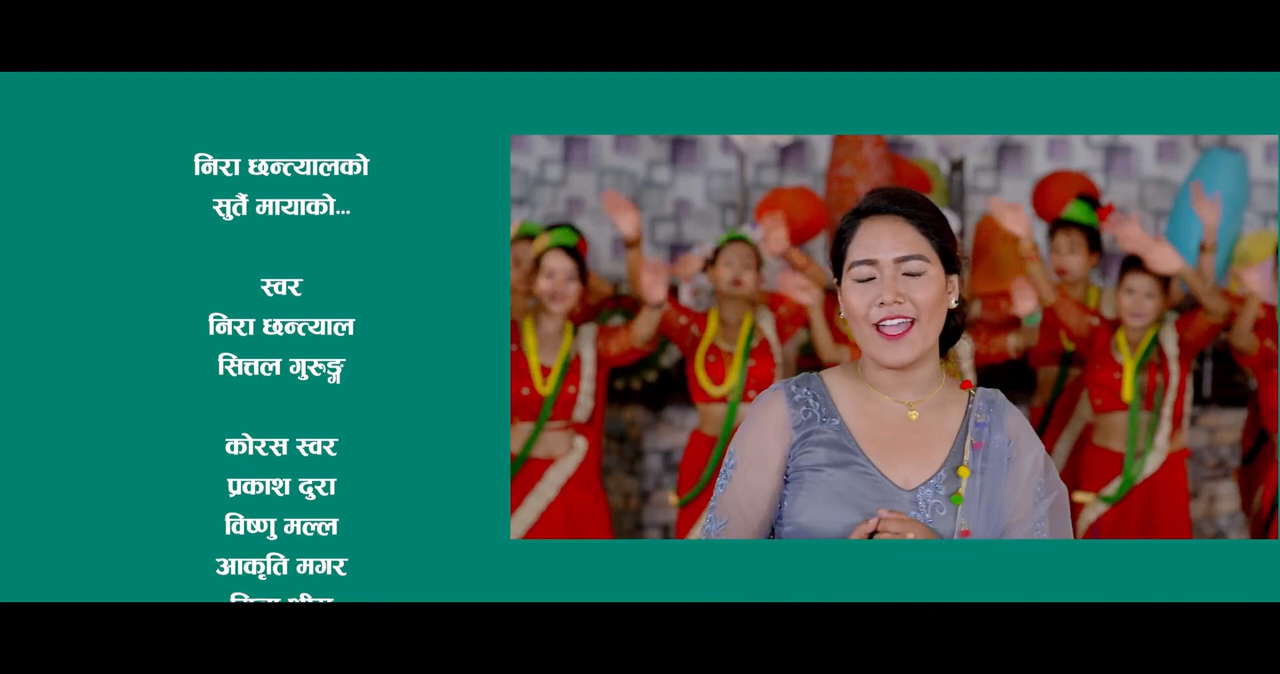 निरा छन्त्यालको
सुर्तै मायाको...
स्वर
निरा छन्त्याल
सित्तल गुरुङ्ग
कोरस स्वर
प्रकाश दुरा
विष्णु मल्ल
आकृति मगर